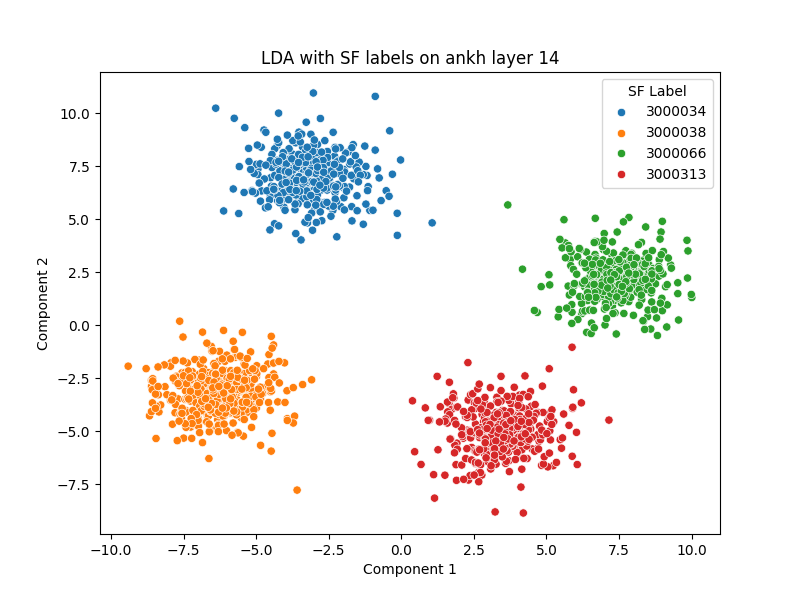 LDA with SF labels on ankh layer 14
SF Label
3000034
3000038
3000066
3000313
10.0
7.5
5.0
2.5
0.0
−2.5
−5.0
−7.5
Component 2
−10.0 −7.5 −5.0 −2.5 0.0 2.5 5.0 7.5 10.0
Component 1